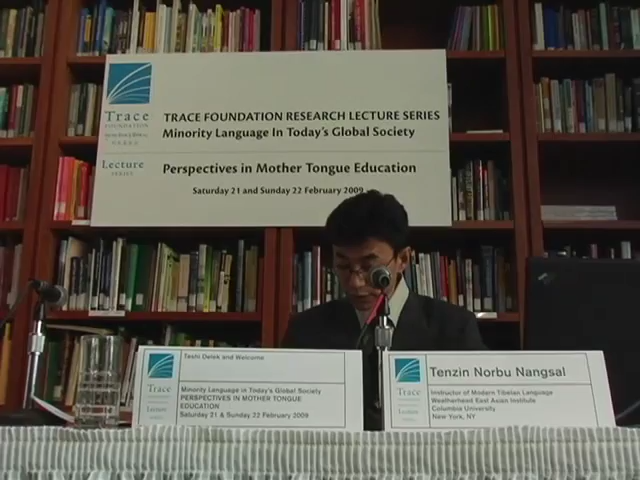 Trace
FOUNDATION
TRACE FOUNDATION RESEARCH LECTURE SERIES
Minority Language In Today's Global Society
Lecture
SERIES
Perspectives in Mother Tongue Education
Saturday 21 and Sunday 22 February 2009
Trace
Lecture
Tashi Delek and Welcome
Minority Language in Today's Global Society
PERSPECTIVES IN MOTHER TONGUE
EDUCATION
Saturday 21 & Sunday 22 February 2009
Trace
Lecture
Tenzin Norbu Nangsal
Instructor of Modern Tibetan Language
Weatherhead East Asian Institute
Columbia University
New York, NY